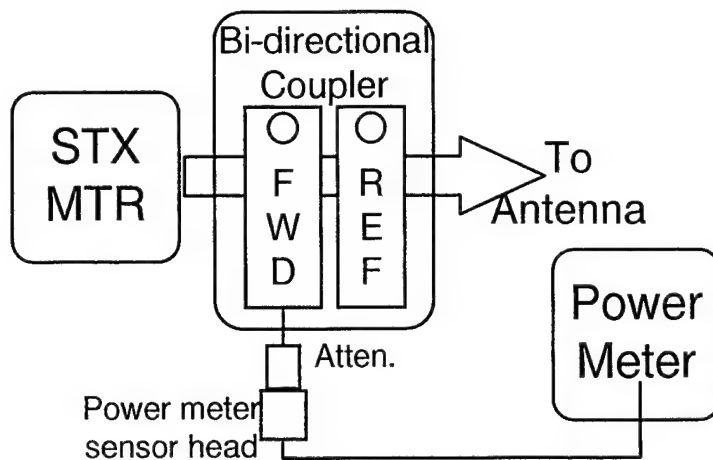 Bi-directional
Coupler
STX
MTR
F
W
D
R
E
F
To
Antenna
Power
Meter
Atten.
Power meter
sensor head